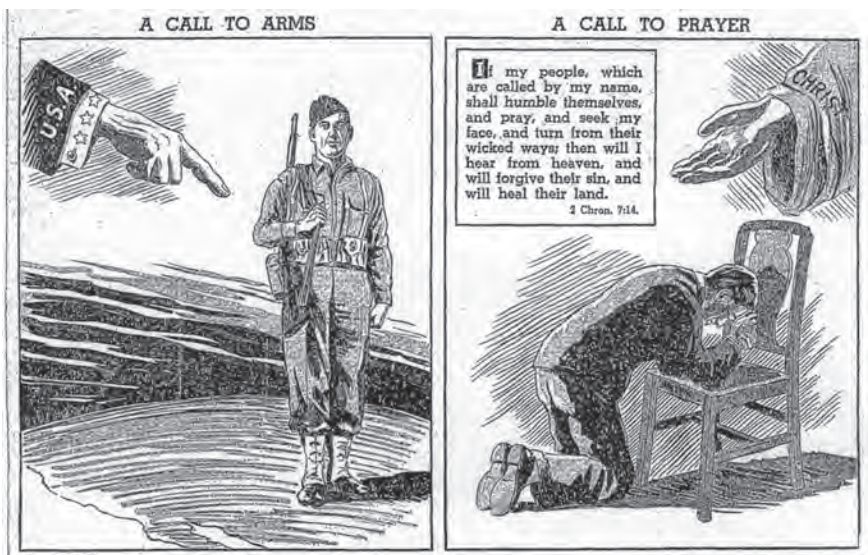 A CALL TO ARMS
USA
A CALL TO PRAYER
If my people, which
are called by my name,
shall humble themselves,
and pray, and seek my
face, and turn from their
wicked ways; then will I
hear from heaven, and
will forgive their sin, and
will heal their land.
2 Chron. 7:14.
CHRIST